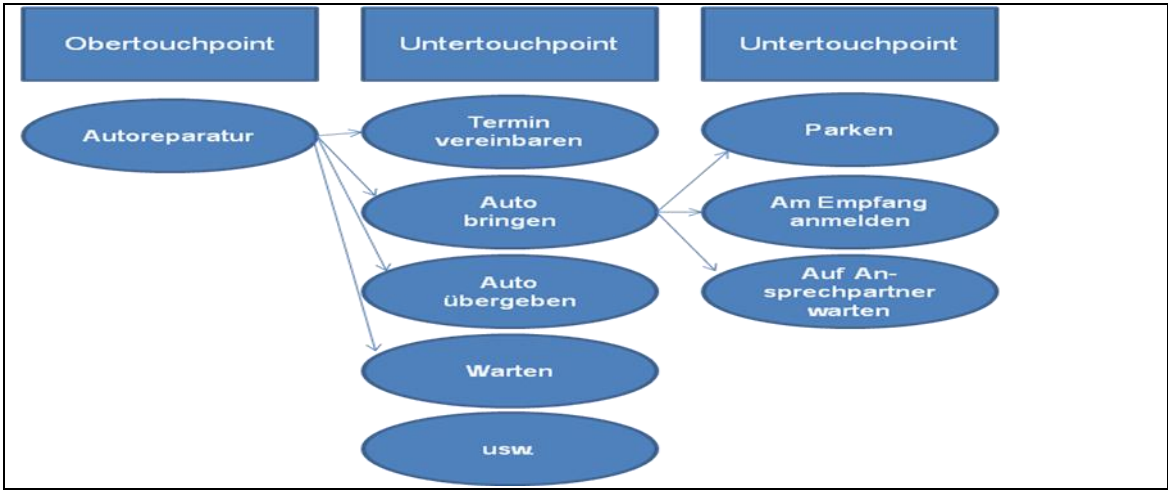 Obertouchpoint
Untertouchpoint
Untertouchpoint
Autoreparatur
Termin
vereinbaren
Auto
bringen
Auto
übergeben
Warten
usw.
Parken
Am Empfang
anmelden
Auf An-
sprechpartner
warten